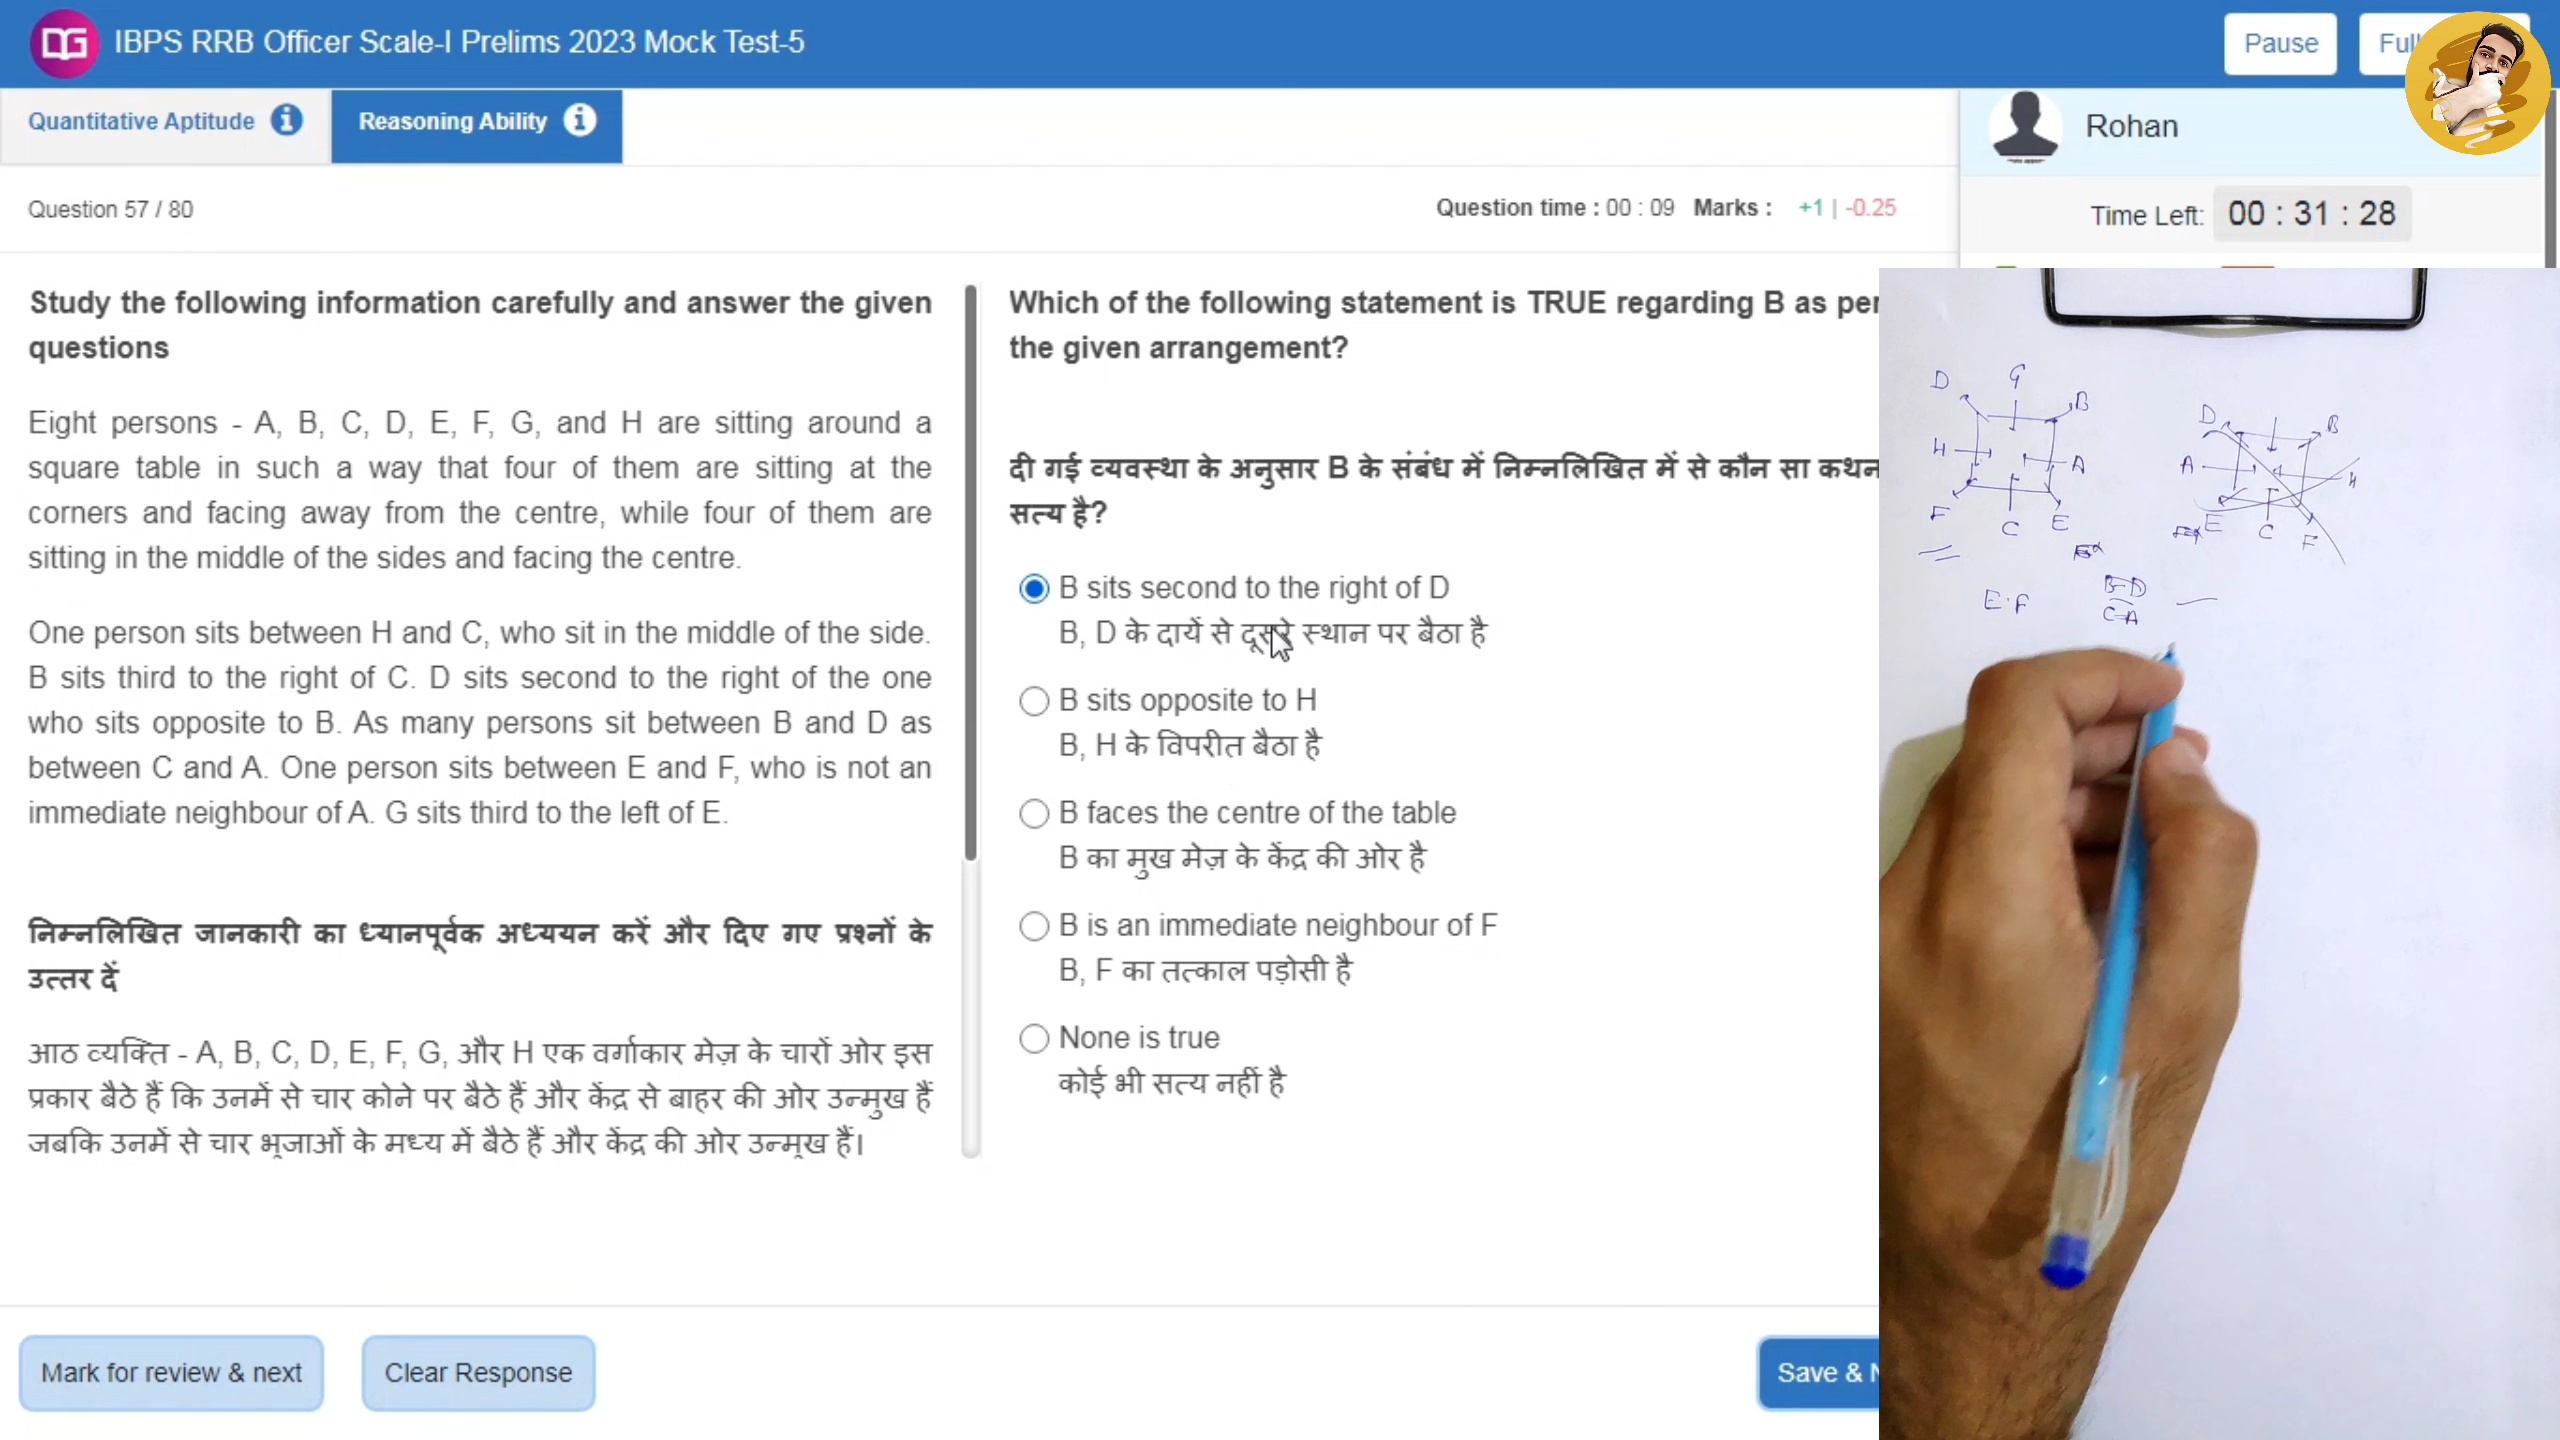 DG IBPS RRB Officer Scale-I Prelims 2023 Mock Test-5
Pause
Full
Quantitative Aptitude i
Reasoning Ability i
Rohan
Question 57 / 80
Question time : 00 : 09 Marks : +1 | -0.25
Time Left: 00 : 31 : 28
Study the following information carefully and answer the given
questions
Eight persons - A, B, C, D, E, F, G, and H are sitting around a
square table in such a way that four of them are sitting at the
corners and facing away from the centre, while four of them are
sitting in the middle of the sides and facing the centre.
One person sits between H and C, who sit in the middle of the side.
B sits third to the right of C. D sits second to the right of the one
who sits opposite to B. As many persons sit between B and D as
between C and A. One person sits between E and F, who is not an
immediate neighbour of A. G sits third to the left of E.
निम्नलिखित जानकारी का ध्यानपूर्वक अध्ययन करें और दिए गए प्रश्नों के
उत्तर दें
आठ व्यक्ति - A, B, C, D, E, F, G, और H एक वर्गाकार मेज़ के चारों ओर इस
प्रकार बैठे हैं कि उनमें से चार कोने पर बैठे हैं और केंद्र से बाहर की ओर उन्मुख हैं
जबकि उनमें से चार भुजाओं के मध्य में बैठे हैं और केंद्र की ओर उन्मुख हैं।
Which of the following statement is TRUE regarding B as per
the given arrangement?
दी गई व्यवस्था के अनुसार B के संबंध में निम्नलिखित में से कौन सा कथन
सत्य है?
B sits second to the right of D
B, D के दायें से दूसरे स्थान पर बैठा है
B sits opposite to H
B, H के विपरीत बैठा है
B faces the centre of the table
B का मुख मेज़ के केंद्र की ओर है
B is an immediate neighbour of F
B, F का तत्काल पड़ोसी है
None is true
कोई भी सत्य नहीं है
Mark for review & next
Clear Response
Save & N
D G B
H A
F C E
D B
A H
E C F
E·F
B-D
C-A